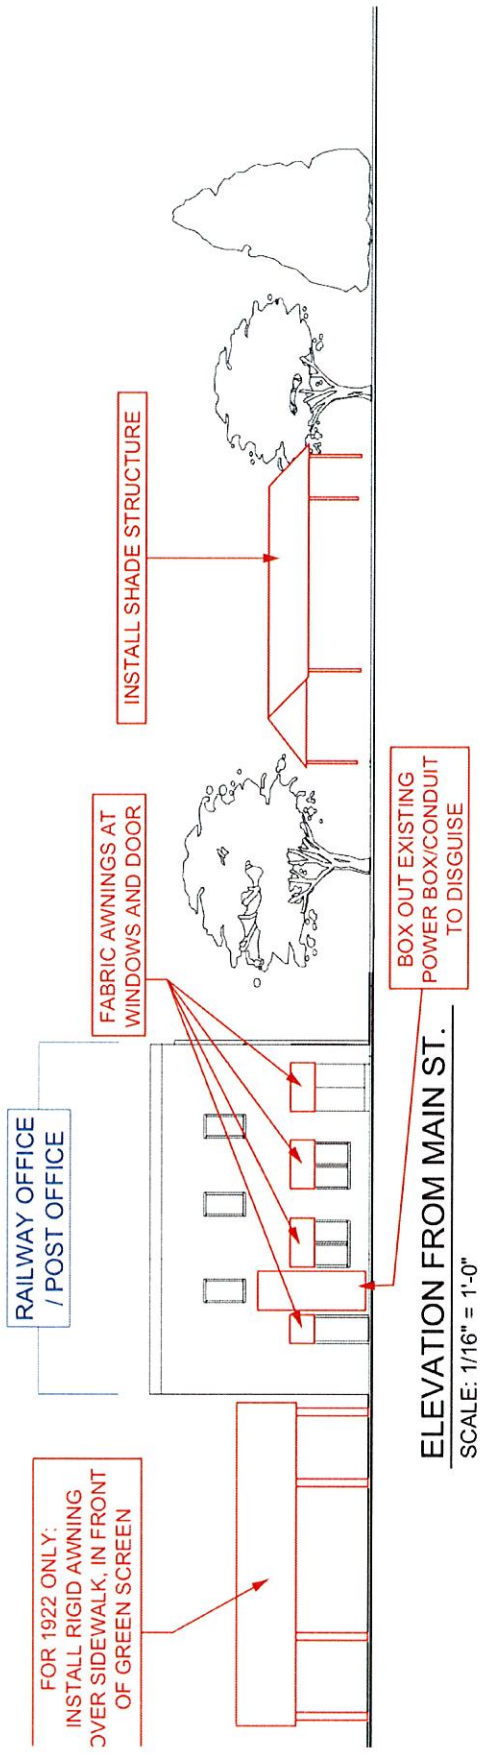 RAILWAY OFFICE
/ POST OFFICE
FOR 1922 ONLY:
INSTALL RIGID AWNING
OVER SIDEWALK, IN FRONT
OF GREEN SCREEN
FABRIC AWNINGS AT
WINDOWS AND DOOR
INSTALL SHADE STRUCTURE
BOX OUT EXISTING
POWER BOX/CONDUIT
TO DISGUISE
ELEVATION FROM MAIN ST.
SCALE: 1/16" = 1'-0"